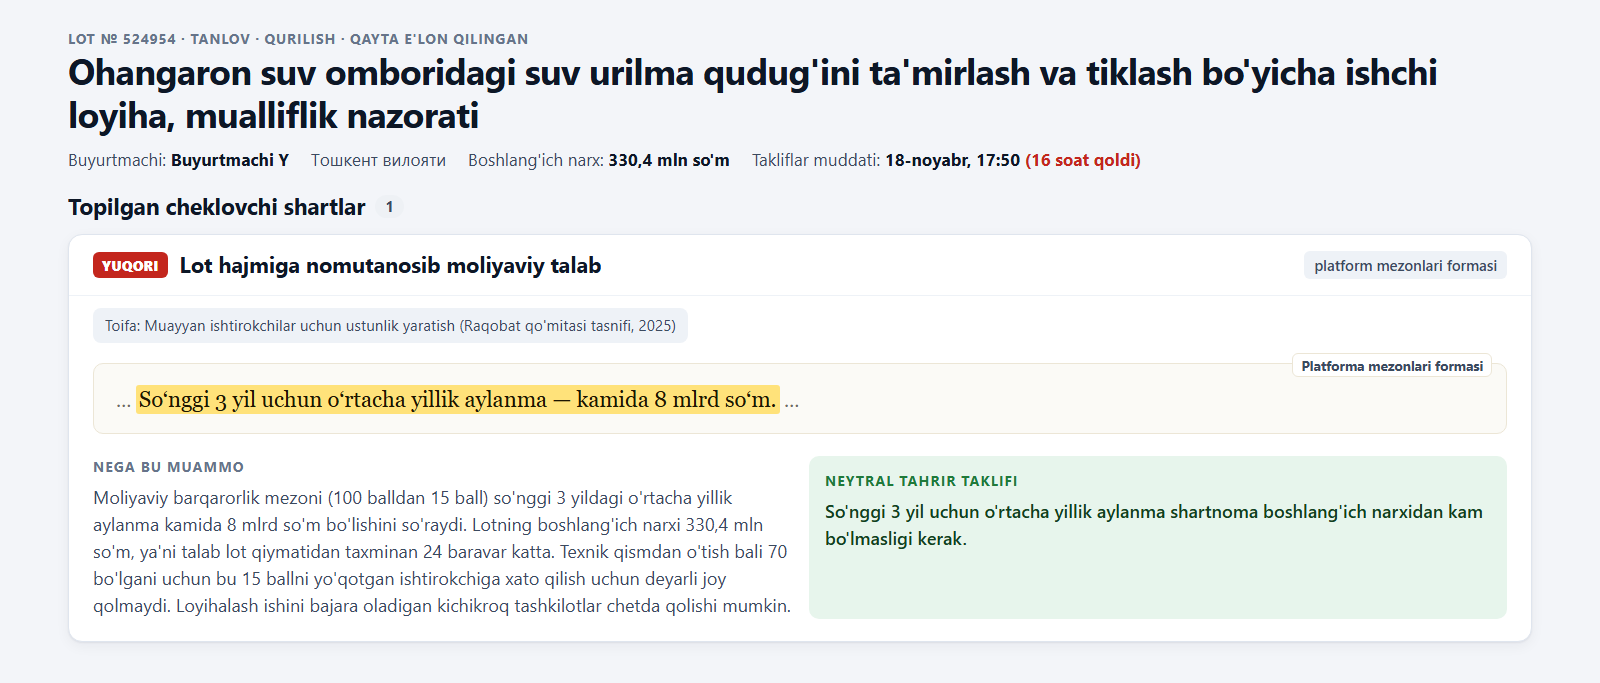 LOT № 524954 · TANLOV · QURILISH · QAYTA E'LON QILINGAN
Ohangaron suv omboridagi suv urilma qudug'ini ta'mirlash va tiklash bo'yicha ishchi
loyiha, mualliflik nazorati
Buyurtmachi: Buyurtmachi Y Тошкент вилояти Boshlang'ich narx: 330,4 mln so'm Takliflar muddati: 18-noyabr, 17:50 (16 soat qoldi)
Topilgan cheklovchi shartlar 1
YUQORI Lot hajmiga nomutanosib moliyaviy talab platform mezonlari formasi
Toifa: Muayyan ishtirokchilar uchun ustunlik yaratish (Raqobat qo'mitasi tasnifi, 2025)
Platforma mezonlari formasi
... Soʻnggi 3 yil uchun oʻrtacha yillik aylanma — kamida 8 mlrd soʻm. ...
NEGA BU MUAMMO
Moliyaviy barqarorlik mezoni (100 balldan 15 ball) so'nggi 3 yildagi o'rtacha yillik
aylanma kamida 8 mlrd so'm bo'lishini so'raydi. Lotning boshlang'ich narxi 330,4 mln
so'm, ya'ni talab lot qiymatidan taxminan 24 baravar katta. Texnik qismdan o'tish bali 70
bo'lgani uchun bu 15 ballni yo'qotgan ishtirokchiga xato qilish uchun deyarli joy
qolmaydi. Loyihalash ishini bajara oladigan kichikroq tashkilotlar chetda qolishi mumkin.
NEYTRAL TAHRIR TAKLIFI
So'nggi 3 yil uchun o'rtacha yillik aylanma shartnoma boshlang'ich narxidan kam
bo'lmasligi kerak.